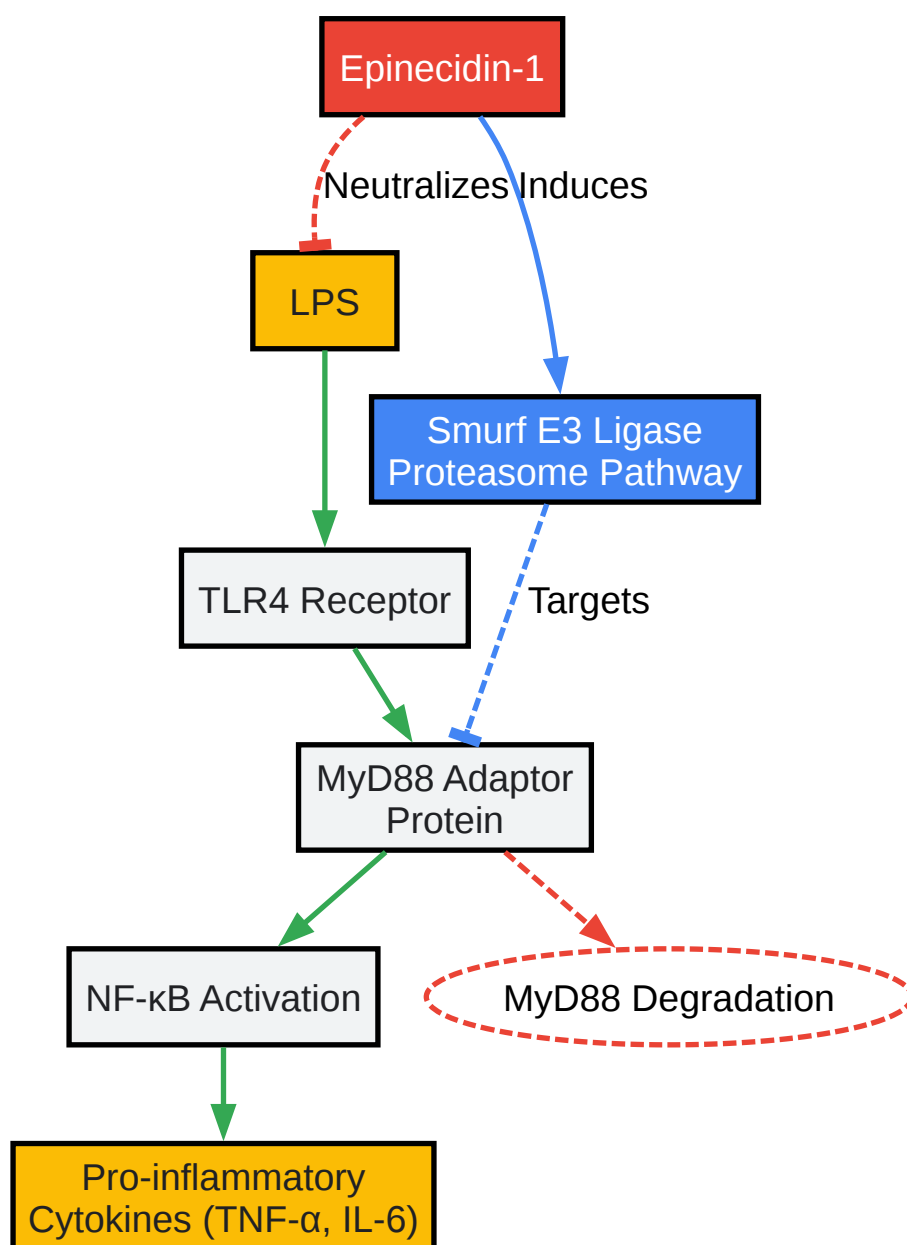 Epinecidin-1
Neutralizes
Induces
LPS
Smurf E3 Ligase
Proteasome Pathway
TLR4 Receptor
Targets
MyD88 Adaptor
Protein
NF-κB Activation
MyD88 Degradation
Pro-inflammatory
Cytokines (TNF-α, IL-6)